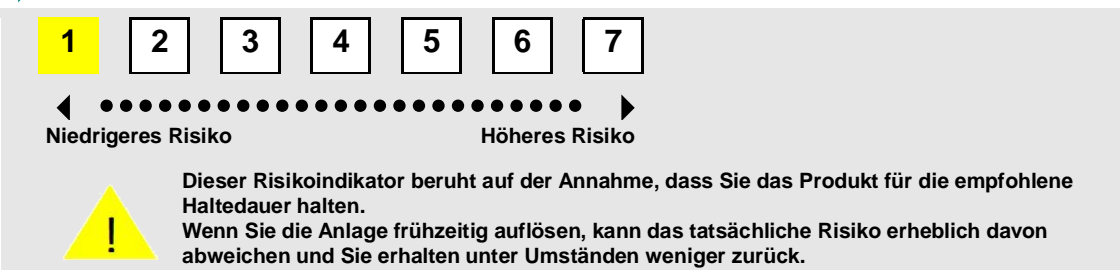 1 2 3 4 5 6 7
Niedrigeres Risiko Höheres Risiko
Dieser Risikoindikator beruht auf der Annahme, dass Sie das Produkt für die empfohlene
Haltedauer halten.
Wenn Sie die Anlage frühzeitig auflösen, kann das tatsächliche Risiko erheblich davon
abweichen und Sie erhalten unter Umständen weniger zurück.